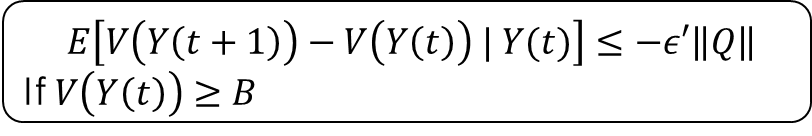 E[V(Y(t + 1)) − V(Y(t)) | Y(t)] ≤ −ϵ′‖Q‖
If V(Y(t)) ≥ B